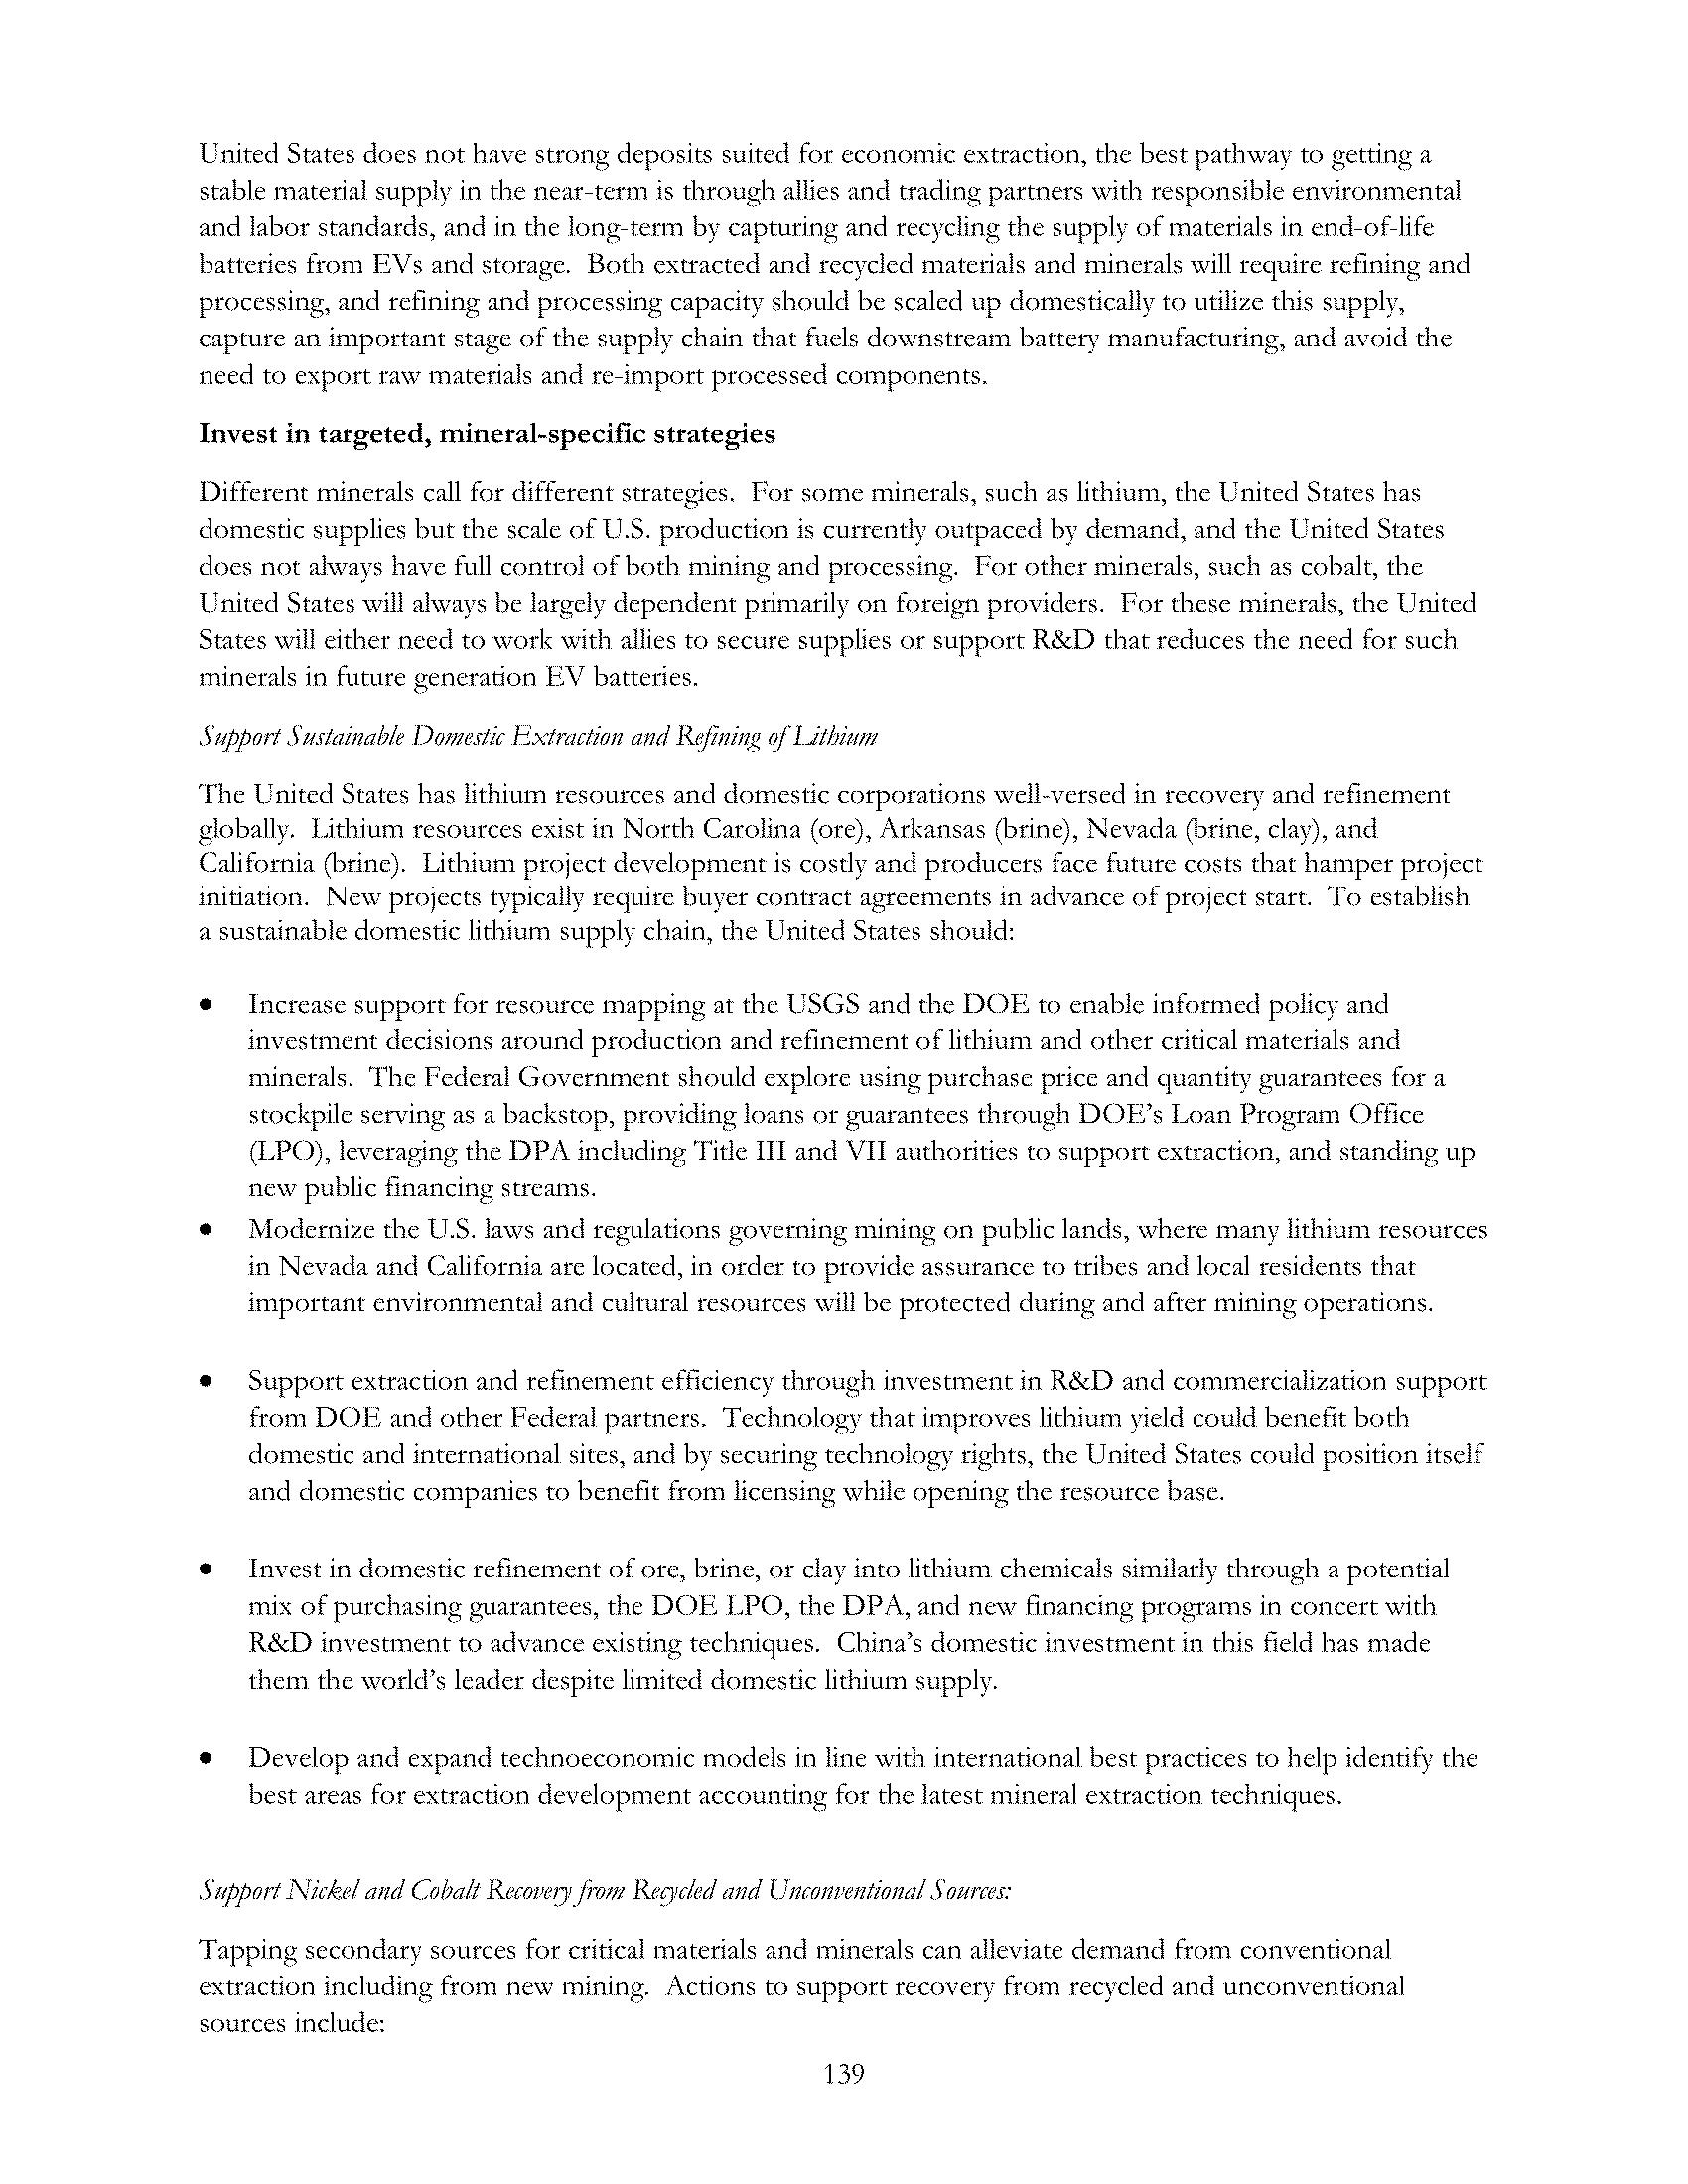 United States does not have strong deposits suited for economic extraction, the best pathway to getting a
stable material supply in the near-term is through allies and trading partners with responsible environmental
and labor standards, and in the long-term by capturing and recycling the supply of materials in end-of-life
batteries from EVs and storage.  Both extracted and recycled materials and minerals will require refining and
processing, and refining and processing capacity should be scaled up domestically to utilize this supply,
capture an important stage of the supply chain that fuels downstream battery manufacturing, and avoid the
need to export raw materials and re-import processed components.
Invest in targeted, mineral-specific strategies
Different minerals call for different strategies.  For some minerals, such as lithium, the United States has
domestic supplies but the scale of U.S. production is currently outpaced by demand, and the United States
does not always have full control of both mining and processing.  For other minerals, such as cobalt, the
United States will always be largely dependent primarily on foreign providers.  For these minerals, the United
States will either need to work with allies to secure supplies or support R&D that reduces the need for such
minerals in future generation EV batteries.
Support Sustainable Domestic Extraction and Refining of Lithium
The United States has lithium resources and domestic corporations well-versed in recovery and refinement
globally.  Lithium resources exist in North Carolina (ore), Arkansas (brine), Nevada (brine, clay), and
California (brine).  Lithium project development is costly and producers face future costs that hamper project
initiation.  New projects typically require buyer contract agreements in advance of project start.  To establish
a sustainable domestic lithium supply chain, the United States should:
• Increase support for resource mapping at the USGS and the DOE to enable informed policy and
investment decisions around production and refinement of lithium and other critical materials and
minerals.  The Federal Government should explore using purchase price and quantity guarantees for a
stockpile serving as a backstop, providing loans or guarantees through DOE's Loan Program Office
(LPO), leveraging the DPA including Title III and VII authorities to support extraction, and standing up
new public financing streams.
• Modernize the U.S. laws and regulations governing mining on public lands, where many lithium resources
in Nevada and California are located, in order to provide assurance to tribes and local residents that
important environmental and cultural resources will be protected during and after mining operations.
• Support extraction and refinement efficiency through investment in R&D and commercialization support
from DOE and other Federal partners.  Technology that improves lithium yield could benefit both
domestic and international sites, and by securing technology rights, the United States could position itself
and domestic companies to benefit from licensing while opening the resource base.
• Invest in domestic refinement of ore, brine, or clay into lithium chemicals similarly through a potential
mix of purchasing guarantees, the DOE LPO, the DPA, and new financing programs in concert with
R&D investment to advance existing techniques.  China's domestic investment in this field has made
them the world's leader despite limited domestic lithium supply.
• Develop and expand technoeconomic models in line with international best practices to help identify the
best areas for extraction development accounting for the latest mineral extraction techniques.
Support Nickel and Cobalt Recovery from Recycled and Unconventional Sources:
Tapping secondary sources for critical materials and minerals can alleviate demand from conventional
extraction including from new mining.  Actions to support recovery from recycled and unconventional
sources include:
139